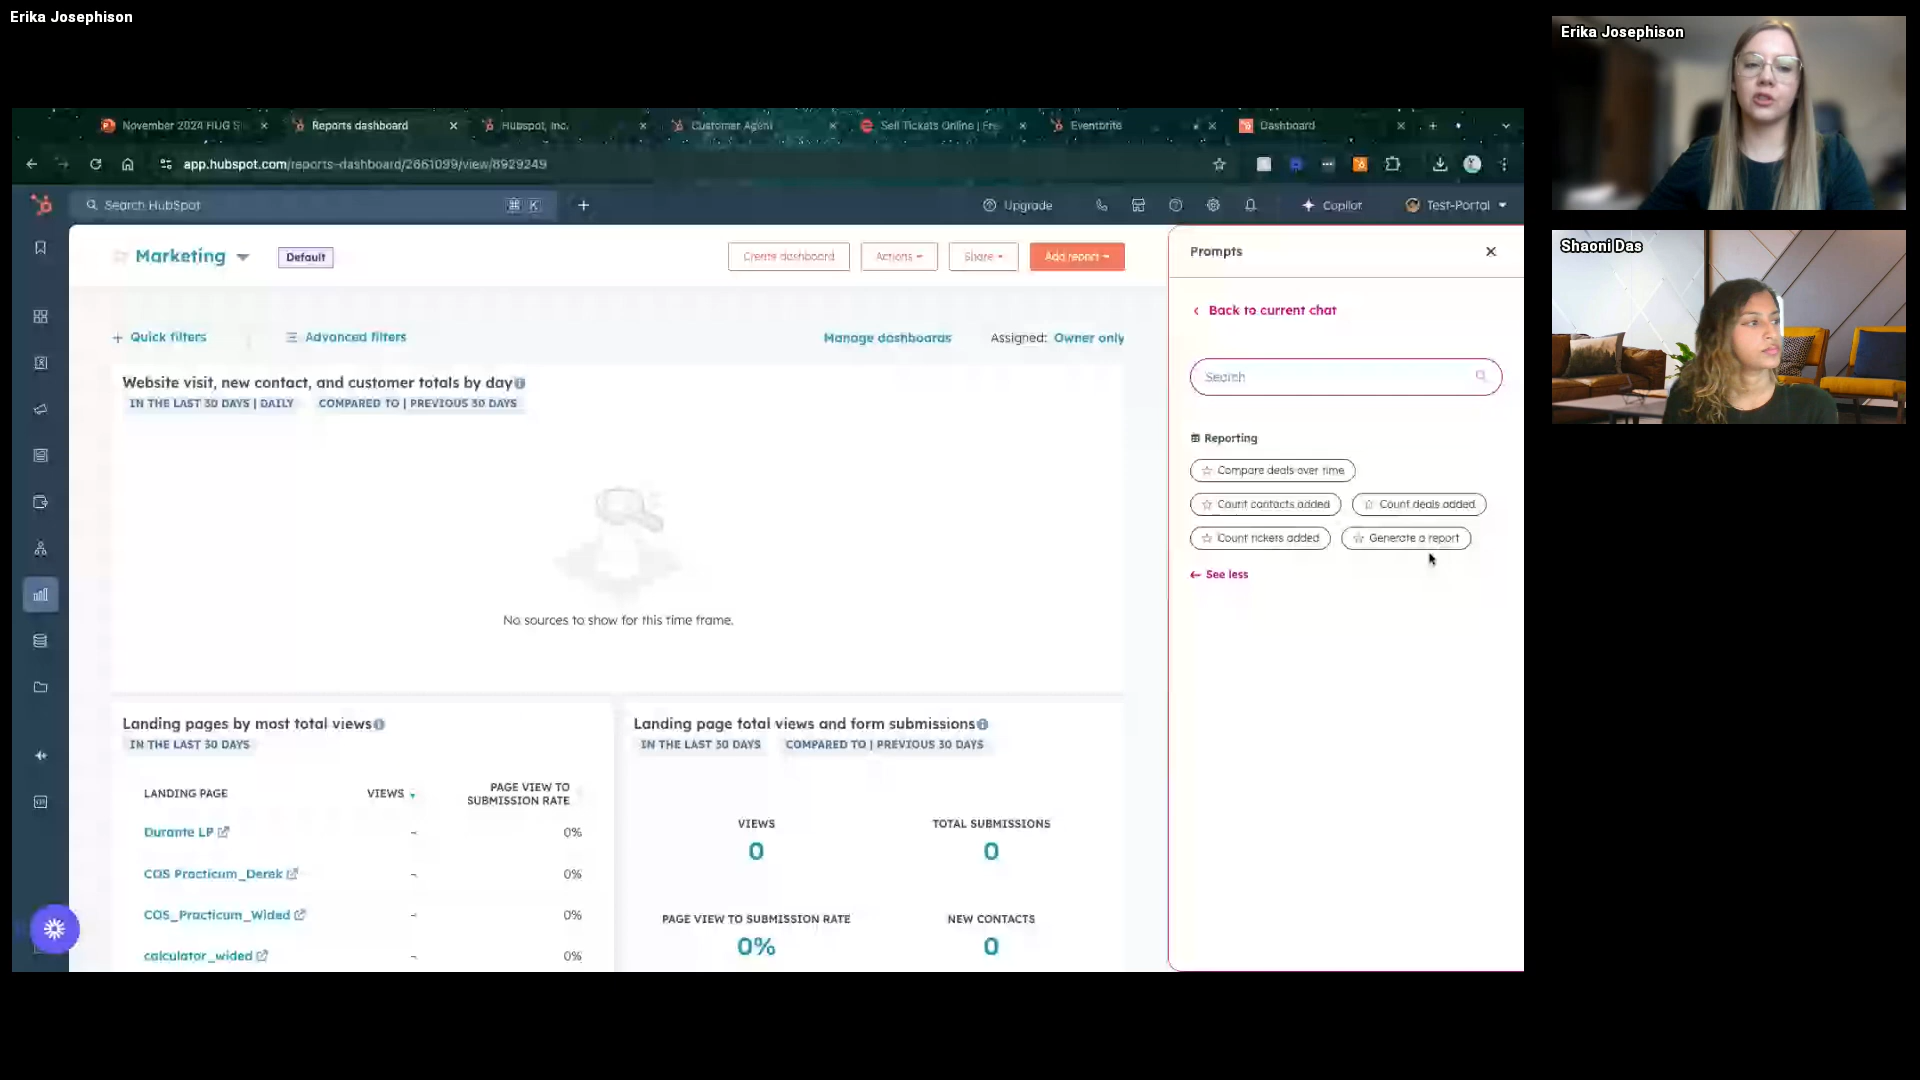 Erika Josephison
Erika Josephison
Shaoni Das
November 2024 HUG S
Reports dashboard
Hubspot, Inc.
Customer Agent
Sell Tickets Online | Fre
Eventbrite
Dashboard
app.hubspot.com/reports-dashboard/2661099/view/8929249
Search HubSpot
⌘ K
Upgrade
Copilot
Test-Portal
Marketing
Default
Create dashboard
Actions
Share
Add report
Quick filters
Advanced filters
Manage dashboards
Assigned: Owner only
Website visit, new contact, and customer totals by day
IN THE LAST 30 DAYS | DAILY
COMPARED TO | PREVIOUS 30 DAYS
No sources to show for this time frame.
Landing pages by most total views
IN THE LAST 30 DAYS
LANDING PAGE
VIEWS
PAGE VIEW TO
SUBMISSION RATE
Durante LP
-
0%
COS Practicum_Derek
-
0%
COS_Practicum_Wided
-
0%
calculator_wided
-
0%
Landing page total views and form submissions
IN THE LAST 30 DAYS
COMPARED TO | PREVIOUS 30 DAYS
VIEWS
0
TOTAL SUBMISSIONS
0
PAGE VIEW TO SUBMISSION RATE
0%
NEW CONTACTS
0
Prompts
Back to current chat
Search
Reporting
Compare deals over time
Count contacts added
Count deals added
Count tickets added
Generate a report
See less